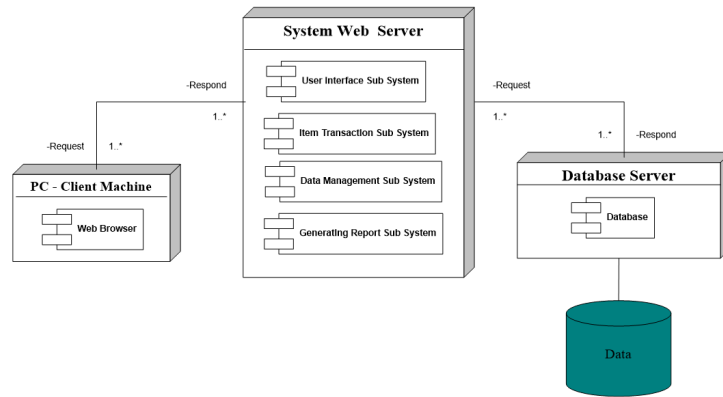 System Web Server
User Interface Sub System
Item Transaction Sub System
Data Management Sub System
Generating Report Sub System
-Respond
1..*
-Request
1..*
PC - Client Machine
Web Browser
-Request
1..*
1..*
-Respond
Database Server
Database
Data